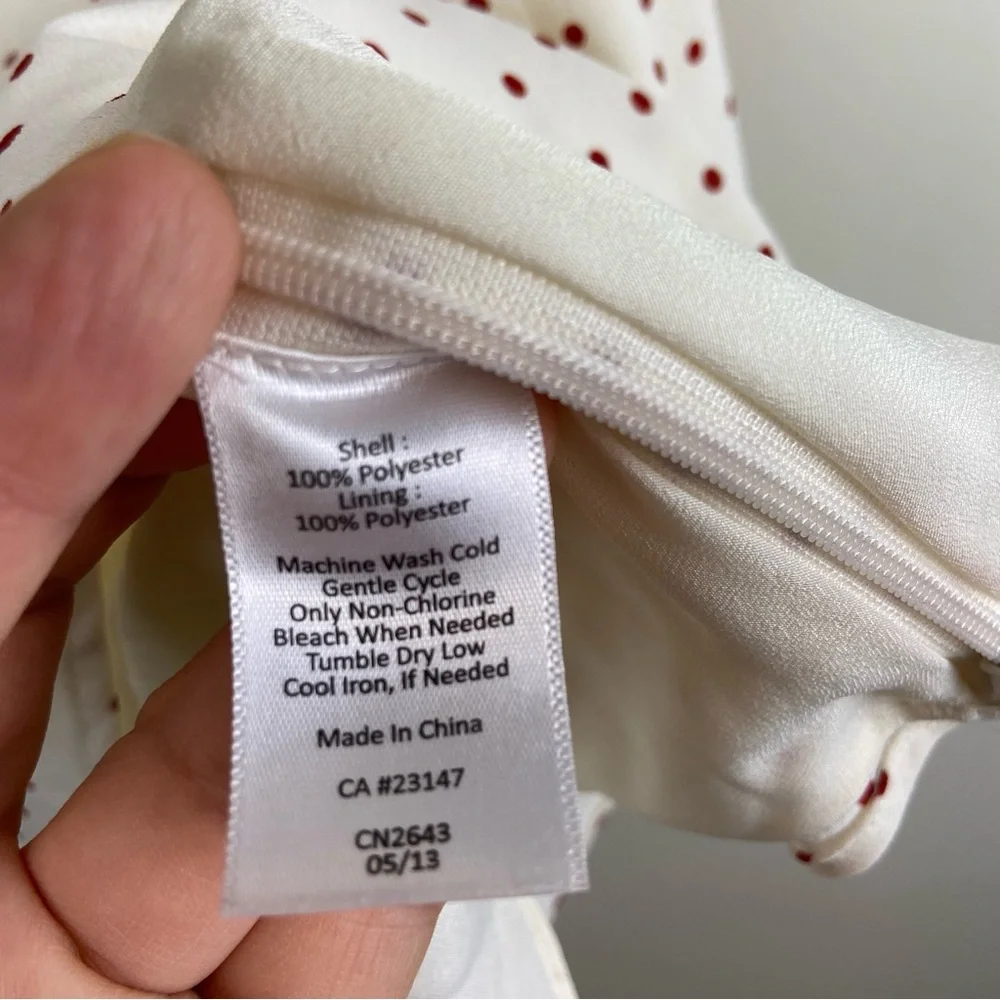 Shell :
100% Polyester
Lining :
100% Polyester
Machine Wash Cold
Gentle Cycle
Only Non-Chlorine
Bleach When Needed
Tumble Dry Low
Cool Iron, If Needed
Made In China
CA #23147
CN2643
05/13